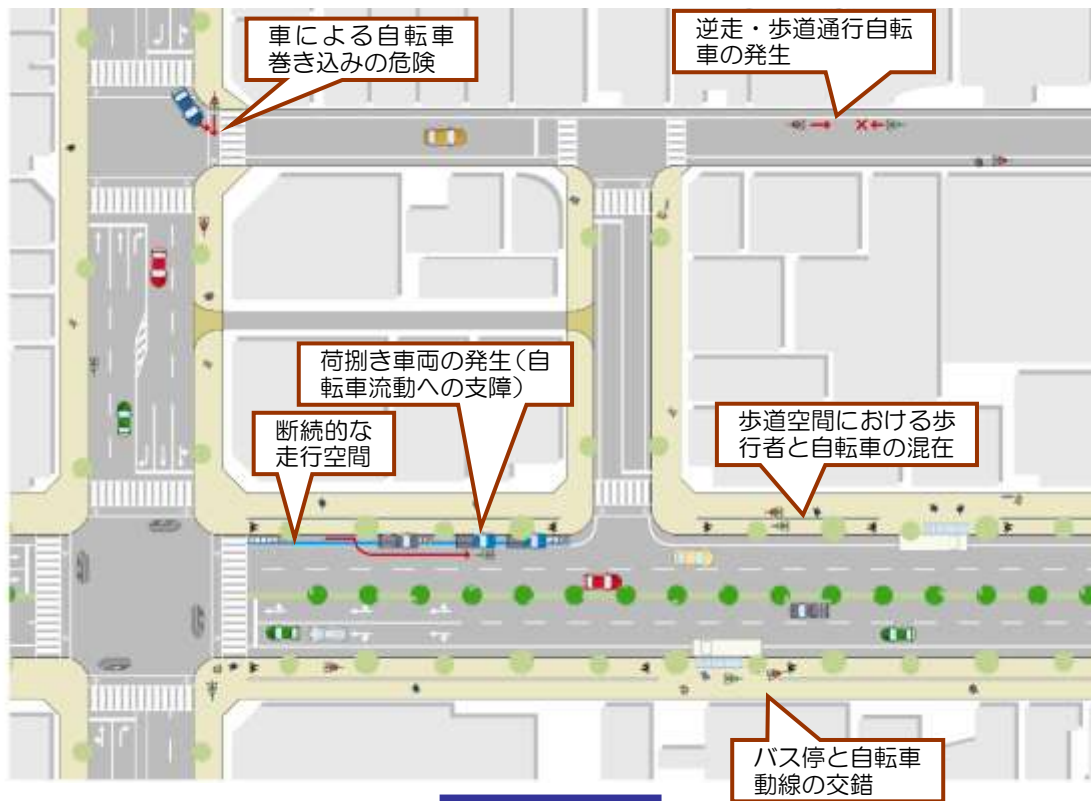 車による自転車
巻き込みの危険
逆走・歩道通行自転
車の発生
荷捌き車両の発生(自
転車流動への支障)
断続的な
走行空間
歩道空間における歩
行者と自転車の混在
バス停と自転車
動線の交錯